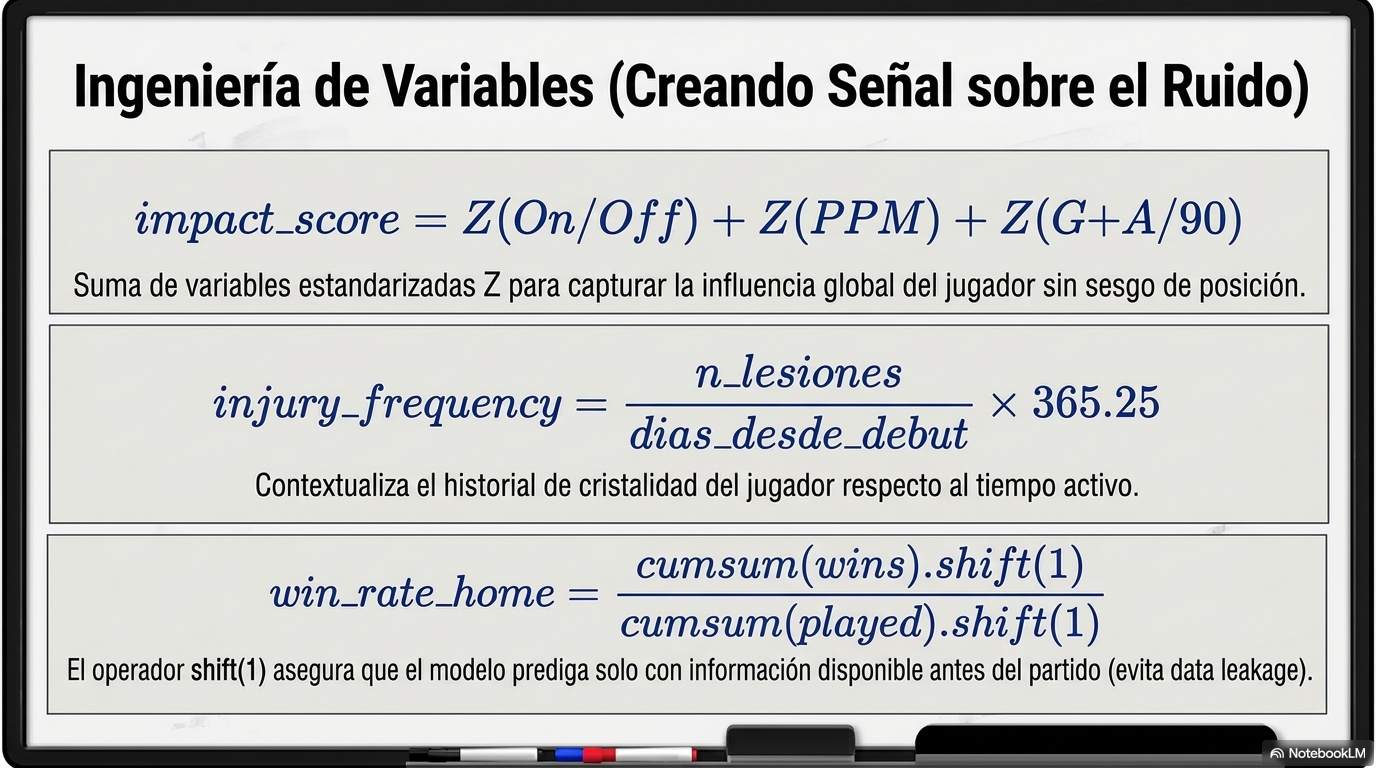 Ingeniería de Variables (Creando Señal sobre el Ruido)
impact_score = Z(On/Off) + Z(PPM) + Z(G+A/90)
Suma de variables estandarizadas Z para capturar la influencia global del jugador sin sesgo de posición.
n_lesiones
injury_frequency = × 365.25
dias_desde_debut
Contextualiza el historial de cristalidad del jugador respecto al tiempo activo.
cumsum(wins).shift(1)
win_rate_home =
cumsum(played).shift(1)
El operador shift(1) asegura que el modelo prediga solo con información disponible antes del partido (evita data leakage).
NotebookLM